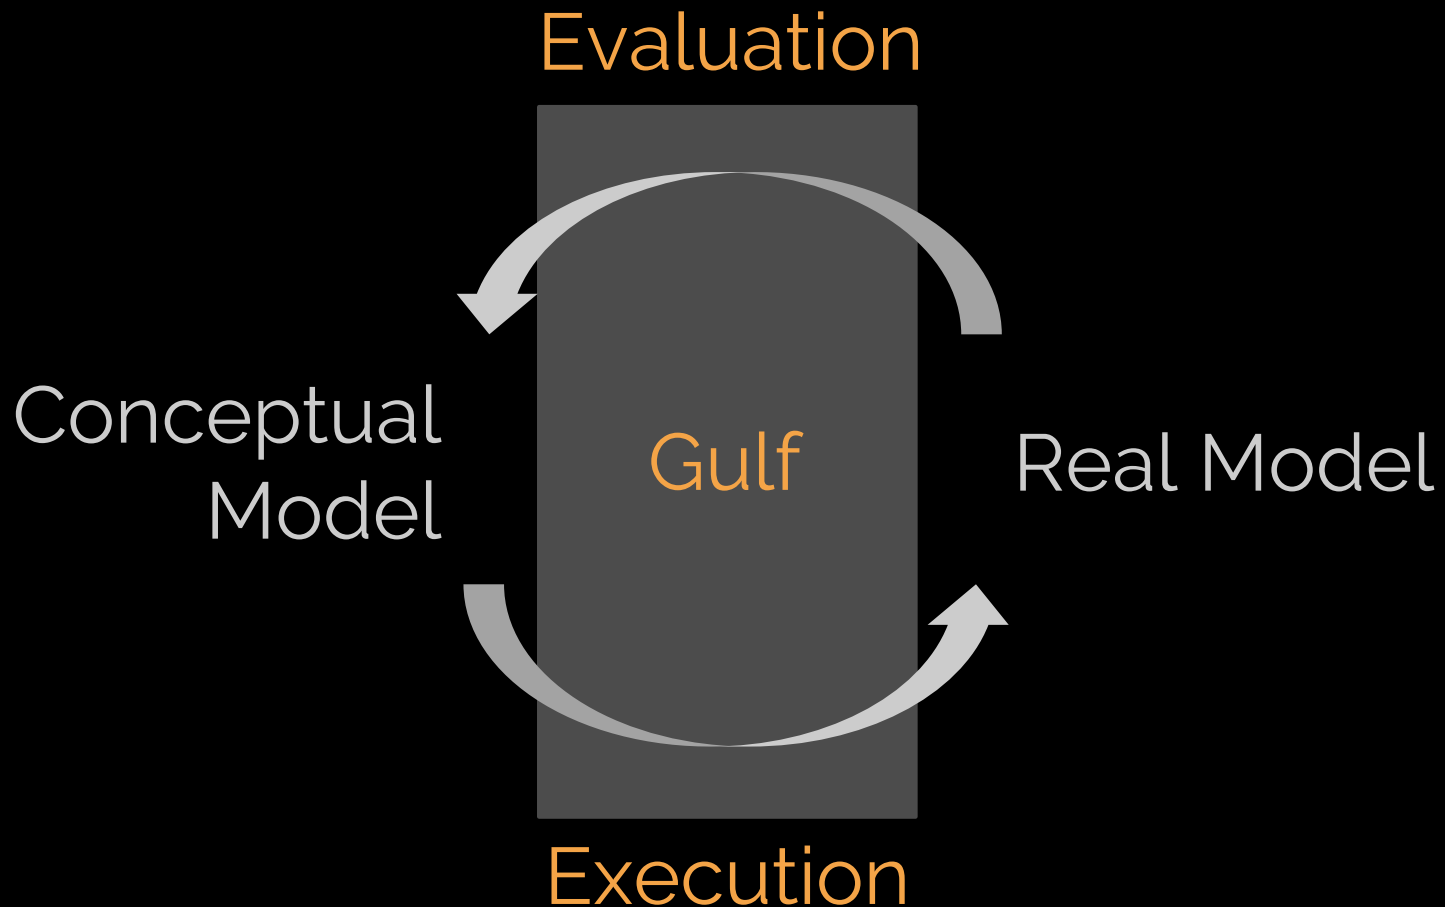 Evaluation
Conceptual
Model
Gulf
Real Model
Execution